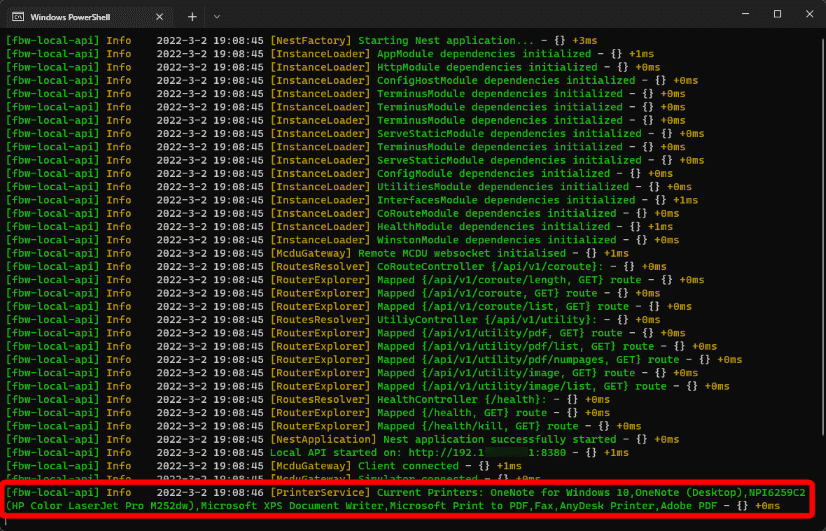 Windows PowerShell
[fbw-local-api] Info 2022-3-2 19:08:45 [NestFactory] Starting Nest application... - {} +3ms
[fbw-local-api] Info 2022-3-2 19:08:45 [InstanceLoader] AppModule dependencies initialized - {} +1ms
[fbw-local-api] Info 2022-3-2 19:08:45 [InstanceLoader] HttpModule dependencies initialized - {} +0ms
[fbw-local-api] Info 2022-3-2 19:08:45 [InstanceLoader] ConfigHostModule dependencies initialized - {} +0ms
[fbw-local-api] Info 2022-3-2 19:08:45 [InstanceLoader] TerminusModule dependencies initialized - {} +0ms
[fbw-local-api] Info 2022-3-2 19:08:45 [InstanceLoader] TerminusModule dependencies initialized - {} +0ms
[fbw-local-api] Info 2022-3-2 19:08:45 [InstanceLoader] TerminusModule dependencies initialized - {} +0ms
[fbw-local-api] Info 2022-3-2 19:08:45 [InstanceLoader] ServeStaticModule dependencies initialized - {} +0ms
[fbw-local-api] Info 2022-3-2 19:08:45 [InstanceLoader] TerminusModule dependencies initialized - {} +0ms
[fbw-local-api] Info 2022-3-2 19:08:45 [InstanceLoader] ServeStaticModule dependencies initialized - {} +0ms
[fbw-local-api] Info 2022-3-2 19:08:45 [InstanceLoader] ConfigModule dependencies initialized - {} +0ms
[fbw-local-api] Info 2022-3-2 19:08:45 [InstanceLoader] UtilitiesModule dependencies initialized - {} +0ms
[fbw-local-api] Info 2022-3-2 19:08:45 [InstanceLoader] InterfacesModule dependencies initialized - {} +1ms
[fbw-local-api] Info 2022-3-2 19:08:45 [InstanceLoader] CoRouteModule dependencies initialized - {} +0ms
[fbw-local-api] Info 2022-3-2 19:08:45 [InstanceLoader] HealthModule dependencies initialized - {} +1ms
[fbw-local-api] Info 2022-3-2 19:08:45 [InstanceLoader] WinstonModule dependencies initialized - {} +0ms
[fbw-local-api] Info 2022-3-2 19:08:45 [McduGateway] Remote MCDU websocket initialised - {} +1ms
[fbw-local-api] Info 2022-3-2 19:08:45 [RoutesResolver] CoRouteController {/api/v1/coroute}: - {} +0ms
[fbw-local-api] Info 2022-3-2 19:08:45 [RouterExplorer] Mapped {/api/v1/coroute/length, GET} route - {} +0ms
[fbw-local-api] Info 2022-3-2 19:08:45 [RouterExplorer] Mapped {/api/v1/coroute, GET} route - {} +0ms
[fbw-local-api] Info 2022-3-2 19:08:45 [RouterExplorer] Mapped {/api/v1/coroute/list, GET} route - {} +0ms
[fbw-local-api] Info 2022-3-2 19:08:45 [RoutesResolver] UtiliyController {/api/v1/utility}: - {} +0ms
[fbw-local-api] Info 2022-3-2 19:08:45 [RouterExplorer] Mapped {/api/v1/utility/pdf, GET} route - {} +0ms
[fbw-local-api] Info 2022-3-2 19:08:45 [RouterExplorer] Mapped {/api/v1/utility/pdf/list, GET} route - {} +0ms
[fbw-local-api] Info 2022-3-2 19:08:45 [RouterExplorer] Mapped {/api/v1/utility/pdf/numpages, GET} route - {} +0ms
[fbw-local-api] Info 2022-3-2 19:08:45 [RouterExplorer] Mapped {/api/v1/utility/image, GET} route - {} +0ms
[fbw-local-api] Info 2022-3-2 19:08:45 [RouterExplorer] Mapped {/api/v1/utility/image/list, GET} route - {} +0ms
[fbw-local-api] Info 2022-3-2 19:08:45 [RoutesResolver] HealthController {/health}: - {} +0ms
[fbw-local-api] Info 2022-3-2 19:08:45 [RouterExplorer] Mapped {/health, GET} route - {} +0ms
[fbw-local-api] Info 2022-3-2 19:08:45 [RouterExplorer] Mapped {/health/kill, GET} route - {} +0ms
[fbw-local-api] Info 2022-3-2 19:08:45 [NestApplication] Nest application successfully started - {} +0ms
[fbw-local-api] Info 2022-3-2 19:08:45 Local API started on: http://192.1 1:8380 - {} +1ms
[fbw-local-api] Info 2022-3-2 19:08:45 [McduGateway] Client connected - {} +1ms
[fbw-local-api] Info 2022-3-2 19:08:45 [McduGateway] Simulator connected - {}
[fbw-local-api] Info 2022-3-2 19:08:46 [PrinterService] Current Printers: OneNote for Windows 10,OneNote (Desktop),NPI6259C2
(HP Color LaserJet Pro M252dw),Microsoft XPS Document Writer,Microsoft Print to PDF,Fax,AnyDesk Printer,Adobe PDF - {} +0ms